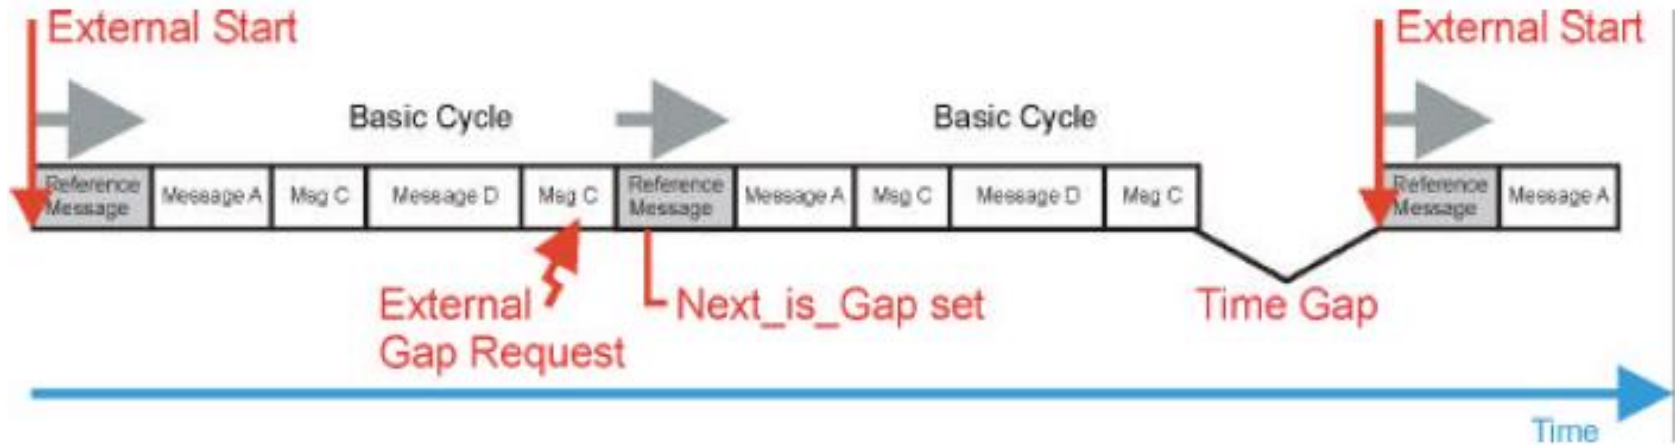 External Start
External Start
Basic Cycle
Basic Cycle
Reference
Message
Message A
Msg C
Message D
Msg C
Reference
Message
Message A
Msg C
Message D
Msg C
Reference
Message
Message A
External
Gap Request
Next_is_Gap set
Time Gap
Time